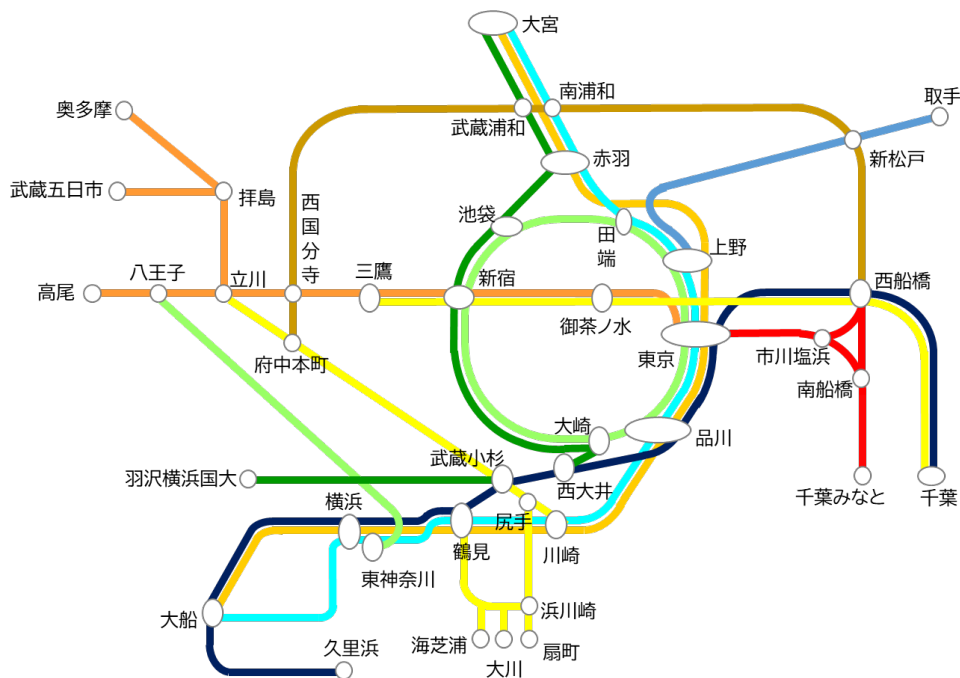 大宮
南浦和
取手
奥多摩
武蔵浦和
赤羽
新松戸
武蔵五日市
拝島
西国分寺
池袋
田端
上野
八王子
立川
三鷹
新宿
西船橋
高尾
御茶ノ水
東京
市川塩浜
府中本町
南船橋
大崎
品川
武蔵小杉
羽沢横浜国大
西大井
千葉みなと
千葉
横浜
尻手
鶴見
川崎
東神奈川
大船
浜川崎
久里浜
海芝浦
大川
扇町